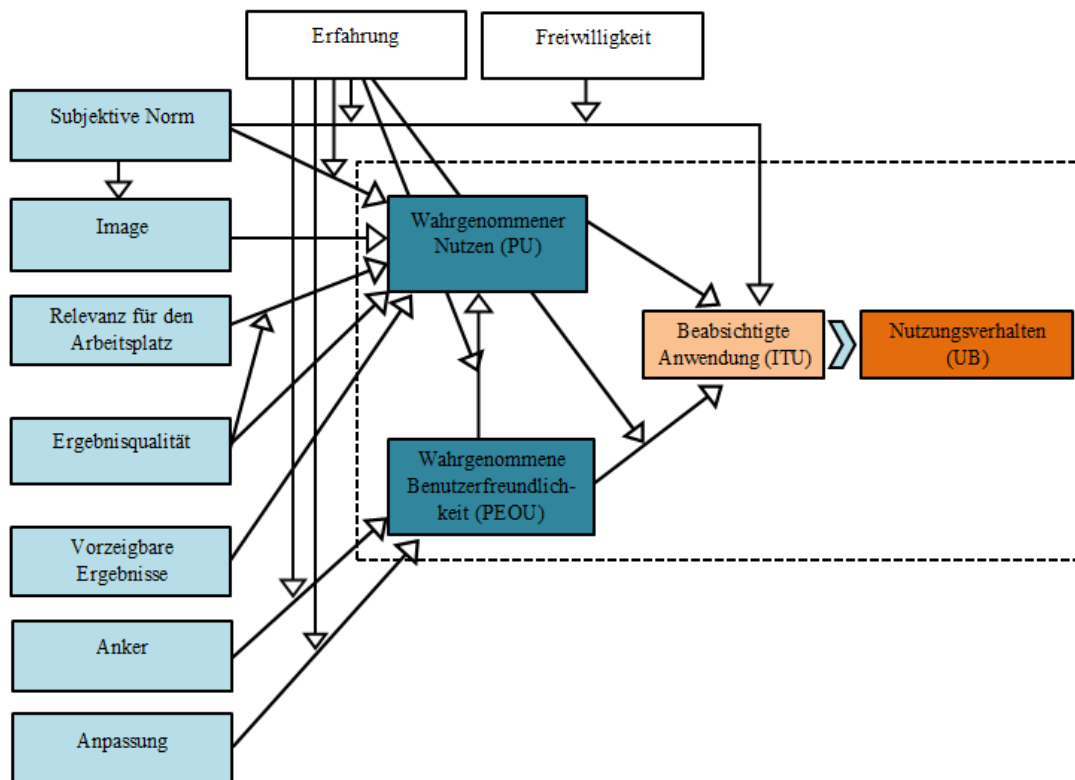 Erfahrung
Freiwilligkeit
Subjektive Norm
Image
Relevanz für den
Arbeitsplatz
Ergebnisqualität
Vorzeigbare
Ergebnisse
Anker
Anpassung
Wahrgenommener
Nutzen (PU)
Wahrgenommene
Benutzerfreundlich-
keit (PEOU)
Beabsichtigte
Anwendung (ITU)
Nutzungsverhalten
(UB)